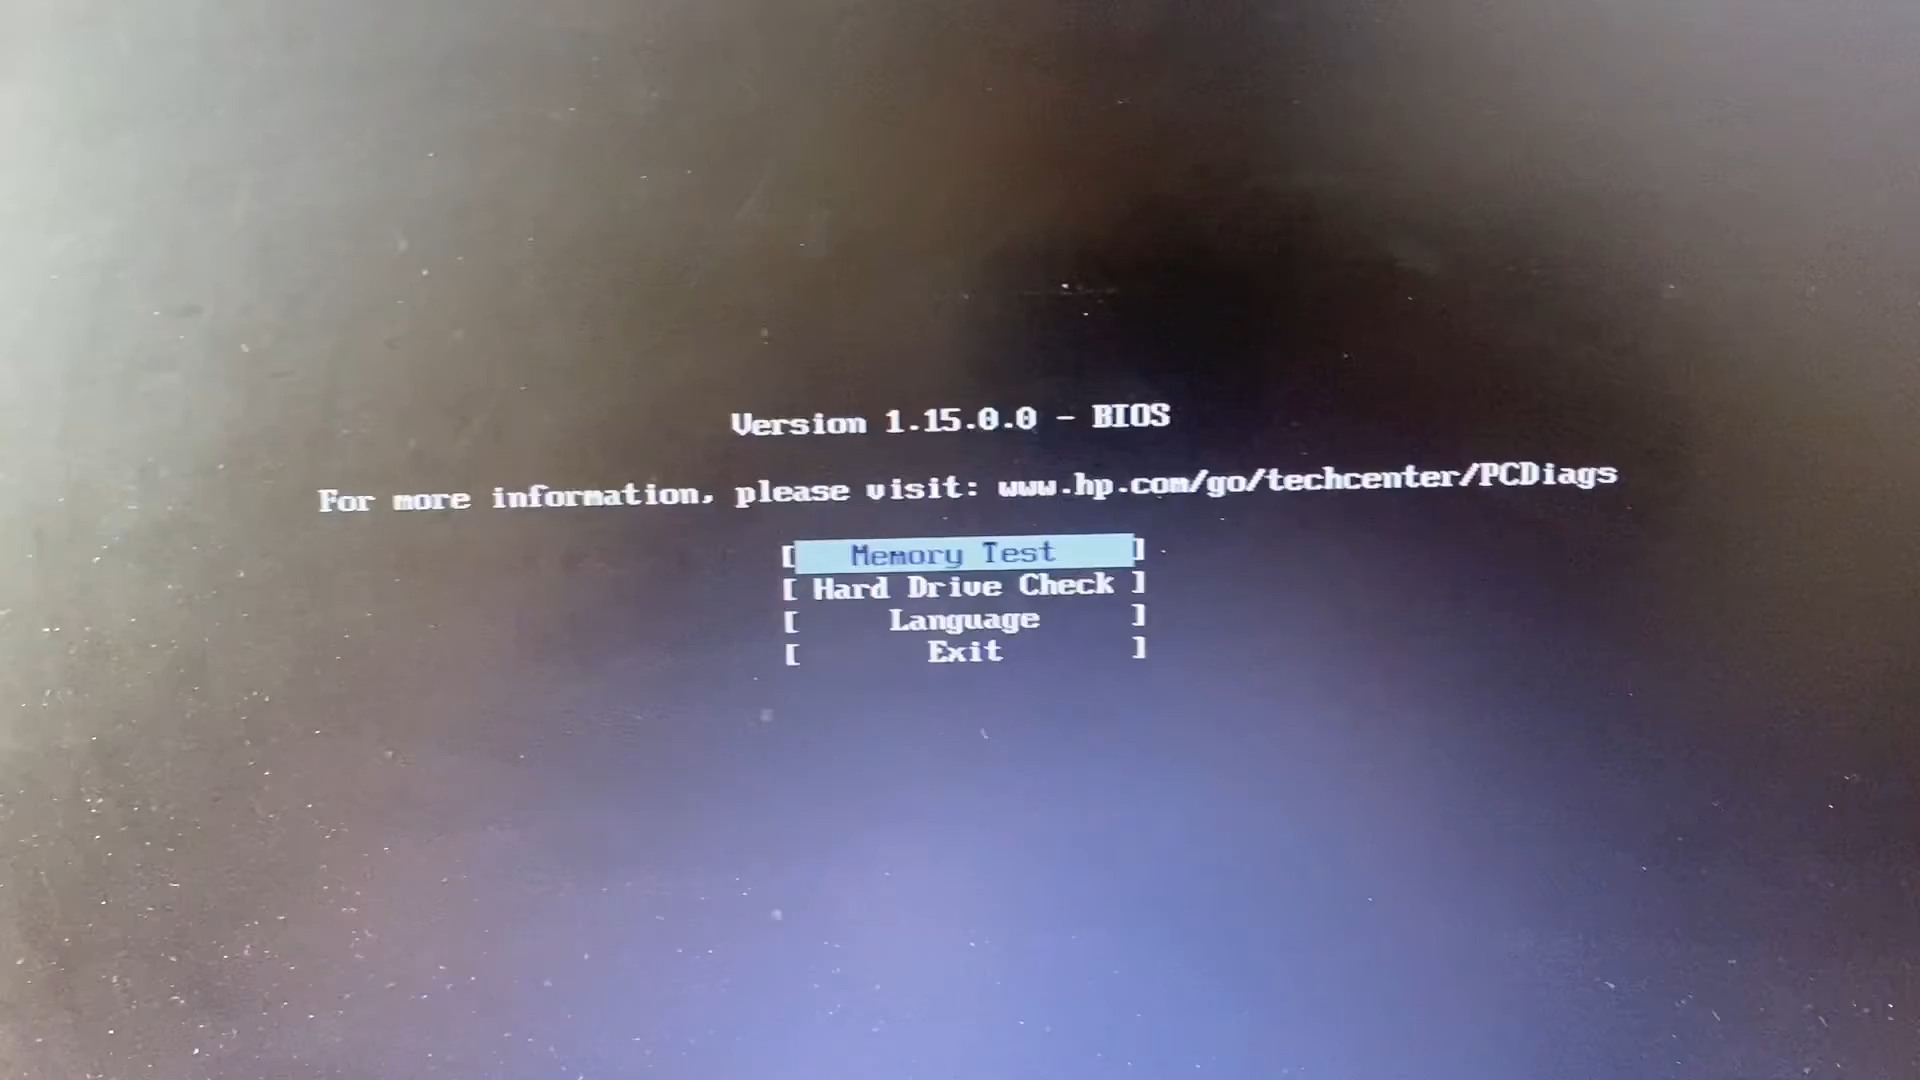 Version 1.15.0.0 - BIOS
For more information, please visit: www.hp.com/go/techcenter/PCDiags
[ Memory Test ]
[ Hard Drive Check ]
[ Language ]
[ Exit ]